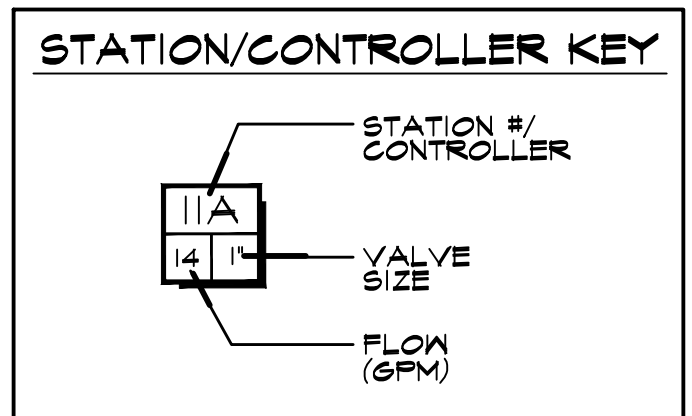 STATION/CONTROLLER KEY
STATION #/
CONTROLLER
11A
14 1"
VALVE
SIZE
FLOW
(GPM)